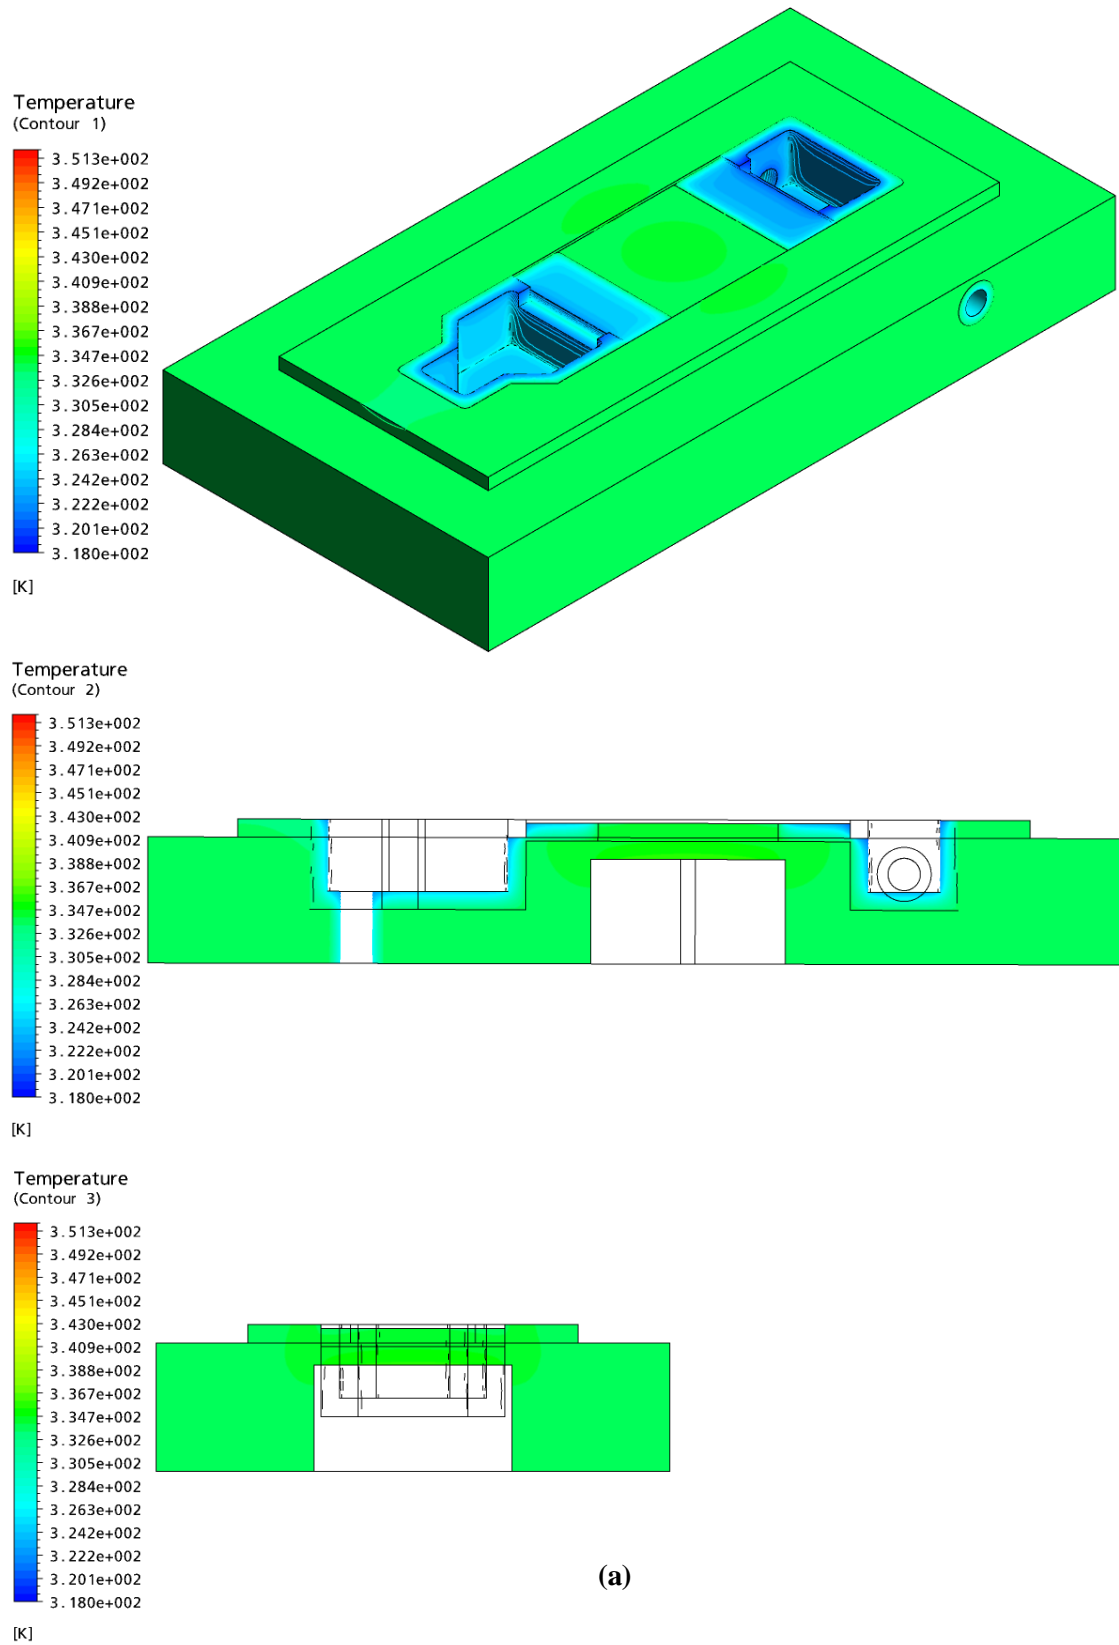 Temperature
(Contour 1)
3.513e+002
3.492e+002
3.471e+002
3.451e+002
3.430e+002
3.409e+002
3.388e+002
3.367e+002
3.347e+002
3.326e+002
3.305e+002
3.284e+002
3.263e+002
3.242e+002
3.222e+002
3.201e+002
3.180e+002
[K]
Temperature
(Contour 2)
3.513e+002
3.492e+002
3.471e+002
3.451e+002
3.430e+002
3.409e+002
3.388e+002
3.367e+002
3.347e+002
3.326e+002
3.305e+002
3.284e+002
3.263e+002
3.242e+002
3.222e+002
3.201e+002
3.180e+002
[K]
Temperature
(Contour 3)
3.513e+002
3.492e+002
3.471e+002
3.451e+002
3.430e+002
3.409e+002
3.388e+002
3.367e+002
3.347e+002
3.326e+002
3.305e+002
3.284e+002
3.263e+002
3.242e+002
3.222e+002
3.201e+002
3.180e+002
[K]
(a)